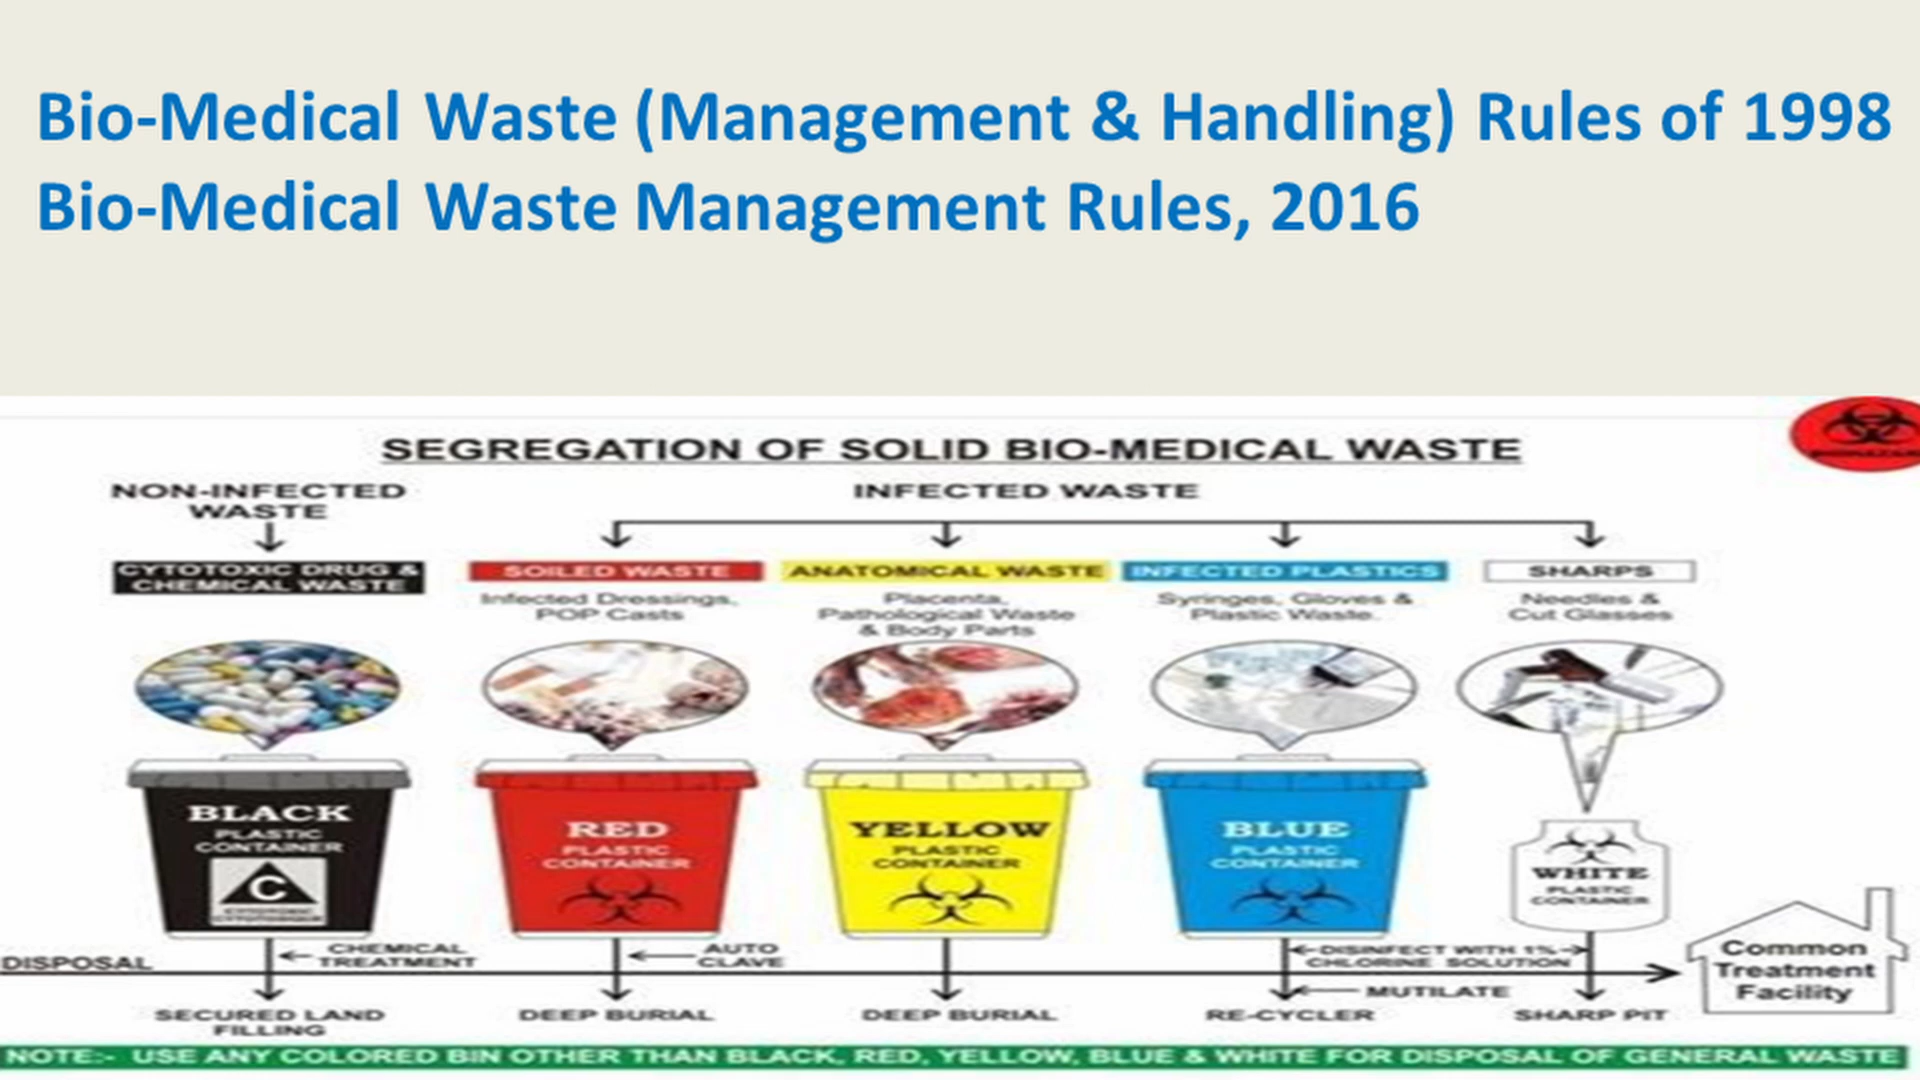 Bio-Medical Waste (Management & Handling) Rules of 1998
Bio-Medical Waste Management Rules, 2016
SEGREGATION OF SOLID BIO-MEDICAL WASTE
NON-INFECTED
WASTE
INFECTED WASTE
CYTOTOXIC DRUG &
CHEMICAL WASTE
SOILED WASTE
Infected Dressings,
POP Casts
ANATOMICAL WASTE
Placenta,
Pathological Waste
& Body Parts
INFECTED PLASTICS
Syringes, Gloves &
Plastic Waste.
SHARPS
Needles &
Cut Glasses
BLACK
PLASTIC
CONTAINER
C
RED
PLASTIC
CONTAINER
YELLOW
PLASTIC
CONTAINER
BLUE
PLASTIC
CONTAINER
WHITE
PLASTIC
CONTAINER
DISPOSAL
CHEMICAL
TREATMENT
AUTO
CLAVE
DISINFECT WITH 1%
CHLORINE SOLUTION
MUTILATE
SECURED LAND
FILLING
DEEP BURIAL
DEEP BURIAL
RE-CYCLER
SHARP PIT
Common
Treatment
Facility
NOTE:- USE ANY COLORED BIN OTHER THAN BLACK, RED, YELLOW, BLUE & WHITE FOR DISPOSAL OF GENERAL WASTE